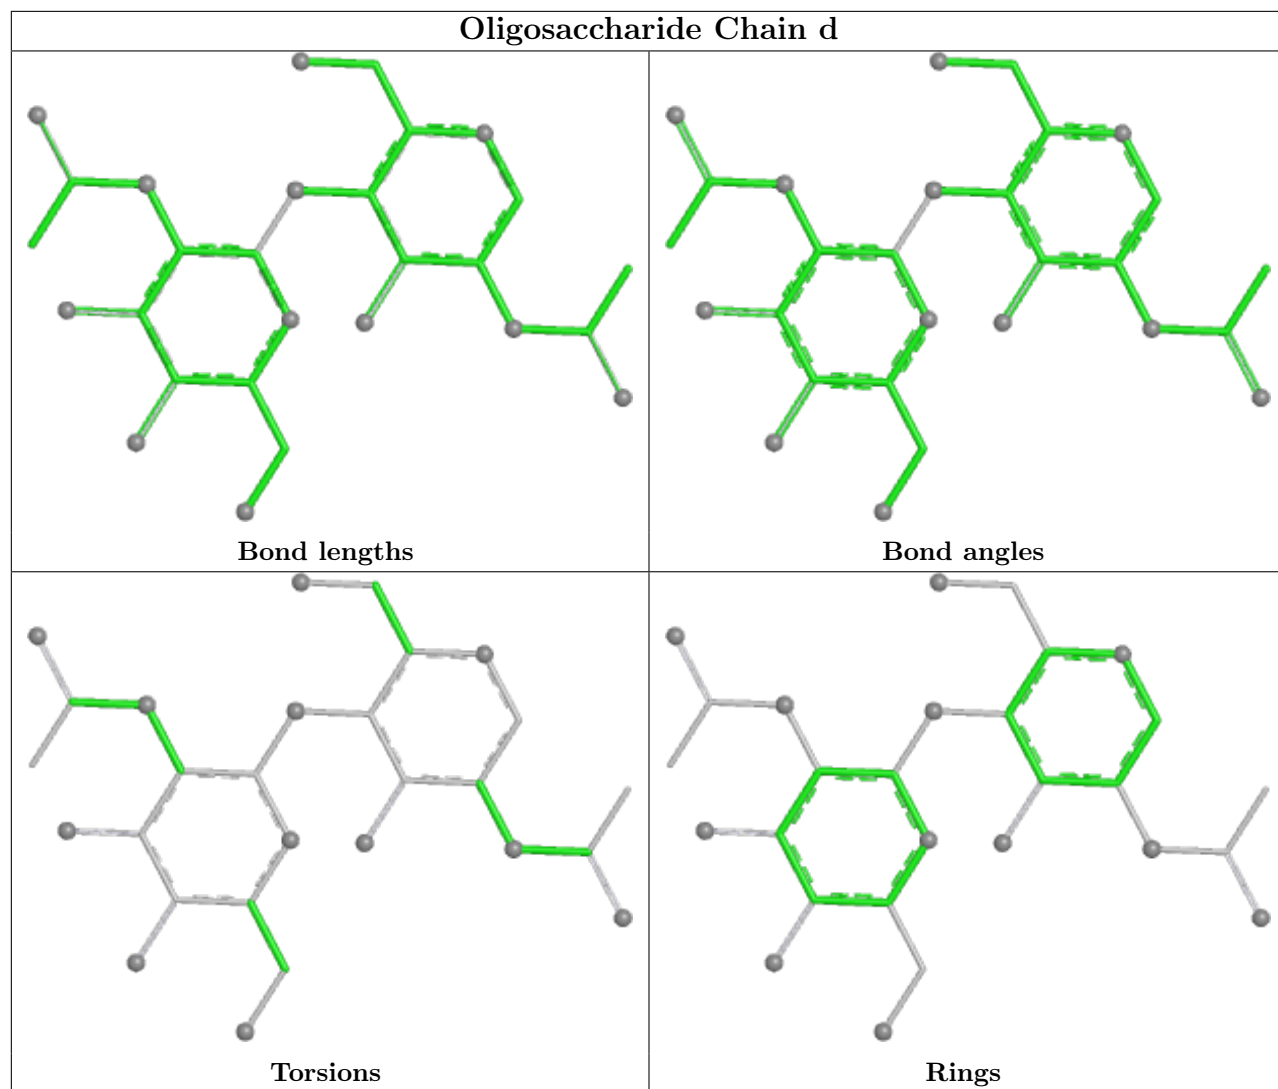 Oligosaccharide Chain d
Bond lengths
Bond angles
Torsions
Rings